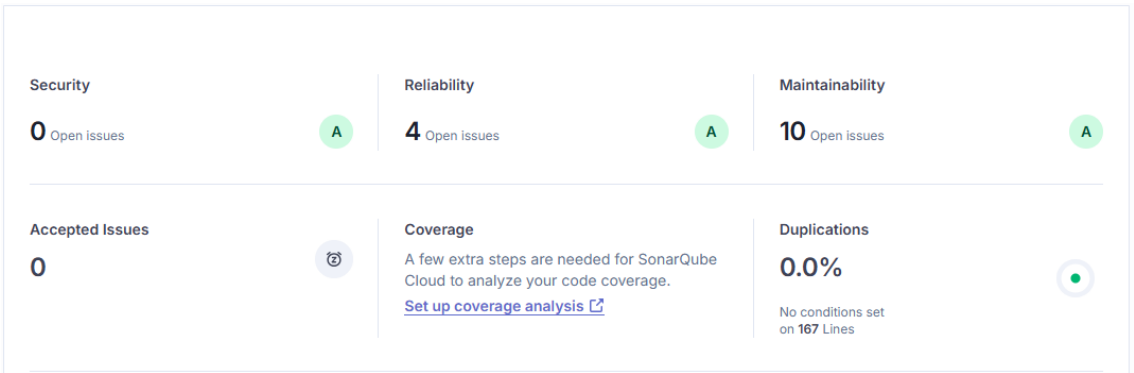 Security
0 Open issues
A
Reliability
4 Open issues
A
Maintainability
10 Open issues
A
Accepted Issues
0
Coverage
A few extra steps are needed for SonarQube
Cloud to analyze your code coverage.
Set up coverage analysis
Duplications
0.0%
No conditions set
on 167 Lines